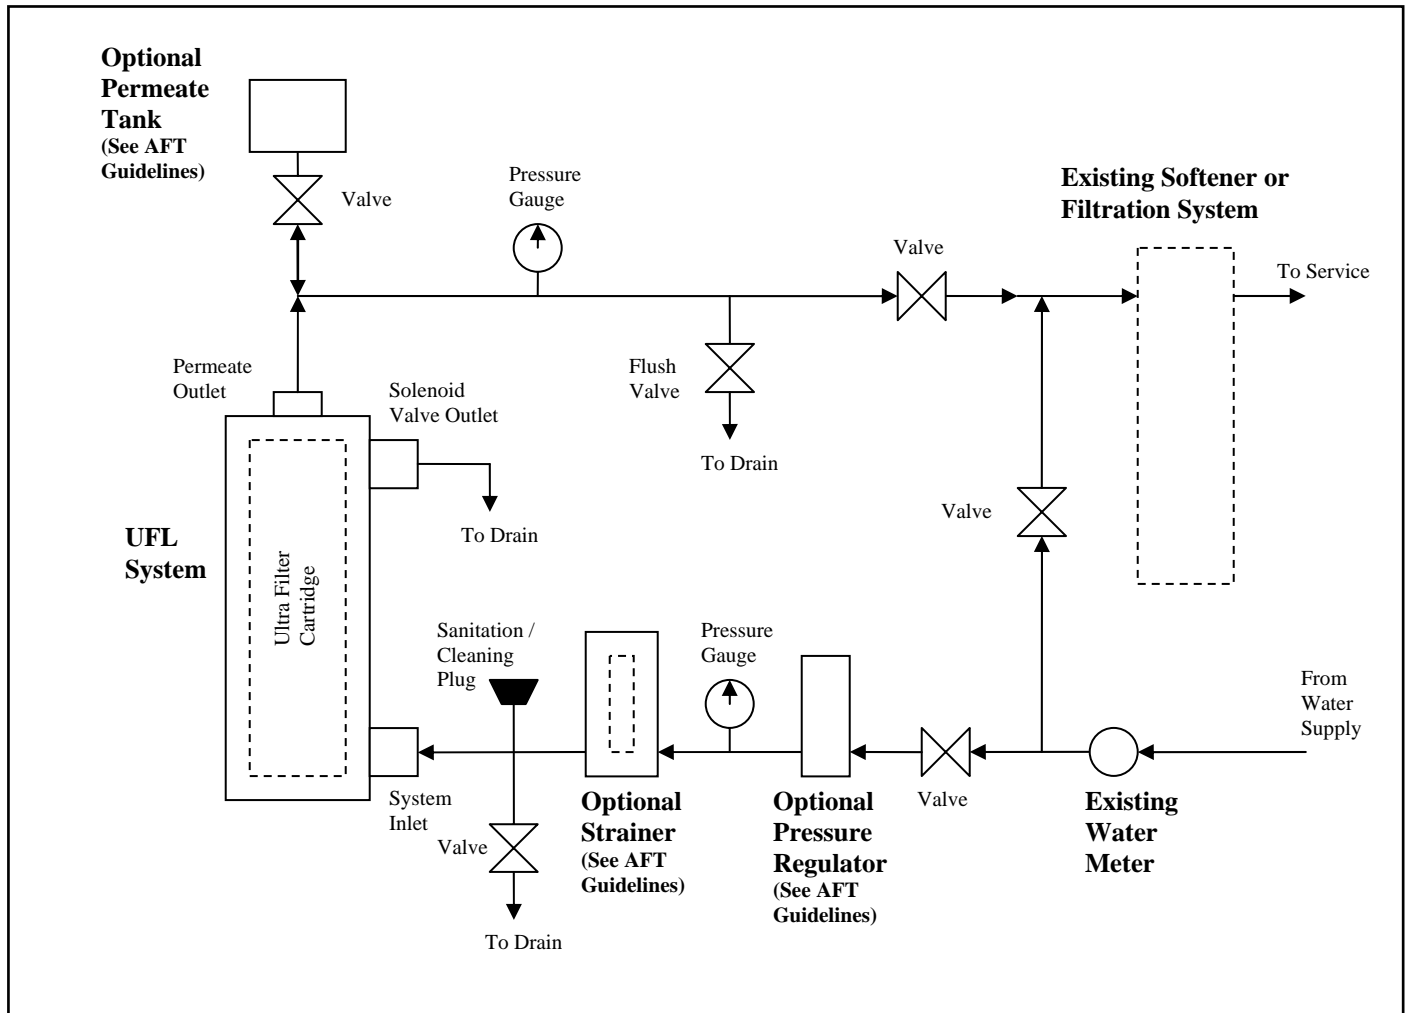 Optional
Permeate
Tank
(See AFT
Guidelines)
Valve
Pressure
Gauge
Existing Softener or
Filtration System
Valve
To Service
Permeate
Outlet
Solenoid
Valve Outlet
Flush
Valve
To Drain
To Drain
Valve
UFL
System
Ultra Filter
Cartridge
Sanitation /
Cleaning
Plug
Pressure
Gauge
From
Water
Supply
System
Inlet
Valve
To Drain
Optional
Strainer
(See AFT
Guidelines)
Optional
Pressure
Regulator
(See AFT
Guidelines)
Valve
Existing
Water
Meter